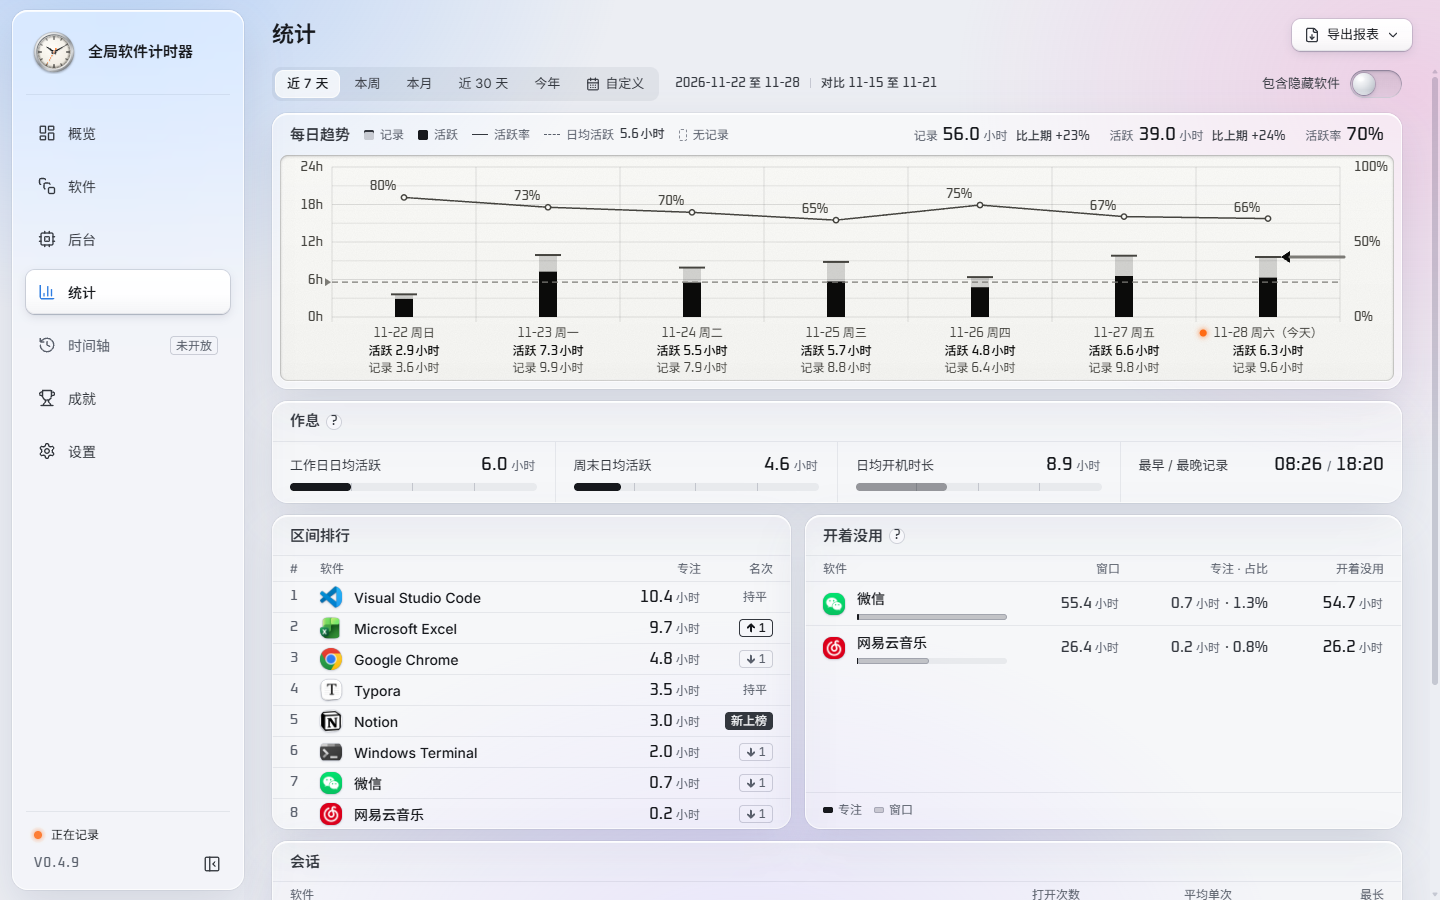 全局软件计时器
概览
软件
后台
统计
时间轴 未开放
成就
设置
正在记录
V0.4.9
统计
导出报表
近 7 天 本周 本月 近 30 天 今年 自定义 2026-11-22 至 11-28 对比 11-15 至 11-21 包含隐藏软件
每日趋势 记录 活跃 活跃率 日均活跃 5.6 小时 无记录 记录 56.0 小时 比上期 +23% 活跃 39.0 小时 比上期 +24% 活跃率 70%
24h 100%
80% 73% 70% 65% 75% 67% 66%
18h
12h 50%
6h
0h 0%
11-22 周日 11-23 周一 11-24 周二 11-25 周三 11-26 周四 11-27 周五 11-28 周六（今天）
活跃 2.9 小时 活跃 7.3 小时 活跃 5.5 小时 活跃 5.7 小时 活跃 4.8 小时 活跃 6.6 小时 活跃 6.3 小时
记录 3.6 小时 记录 9.9 小时 记录 7.9 小时 记录 8.8 小时 记录 6.4 小时 记录 9.8 小时 记录 9.6 小时
作息 ?
工作日日均活跃 6.0 小时 周末日均活跃 4.6 小时 日均开机时长 8.9 小时 最早 / 最晚记录 08:26 / 18:20
区间排行
# 软件 专注 名次
1 Visual Studio Code 10.4 小时 持平
2 Microsoft Excel 9.7 小时 ↑ 1
3 Google Chrome 4.8 小时 ↓ 1
4 Typora 3.5 小时 持平
5 Notion 3.0 小时 新上榜
6 Windows Terminal 2.0 小时 ↓ 1
7 微信 0.7 小时 ↓ 1
8 网易云音乐 0.2 小时 ↓ 1
开着没用 ?
软件 窗口 专注 · 占比 开着没用
微信 55.4 小时 0.7 小时 · 1.3% 54.7 小时
网易云音乐 26.4 小时 0.2 小时 · 0.8% 26.2 小时
专注 窗口
会话
软件 打开次数 平均单次 最长